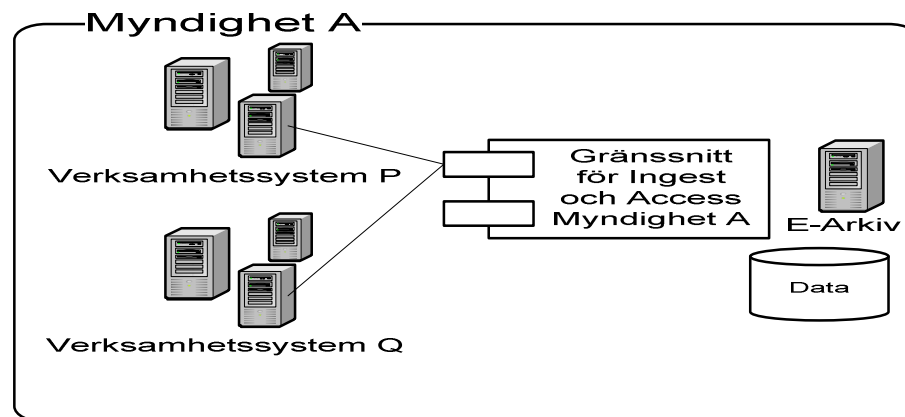 Myndighet A
Verksamhetssystem P
Gränssnitt
för Ingest
och Access
Myndighet A
E-Arkiv
Data
Verksamhetssystem Q